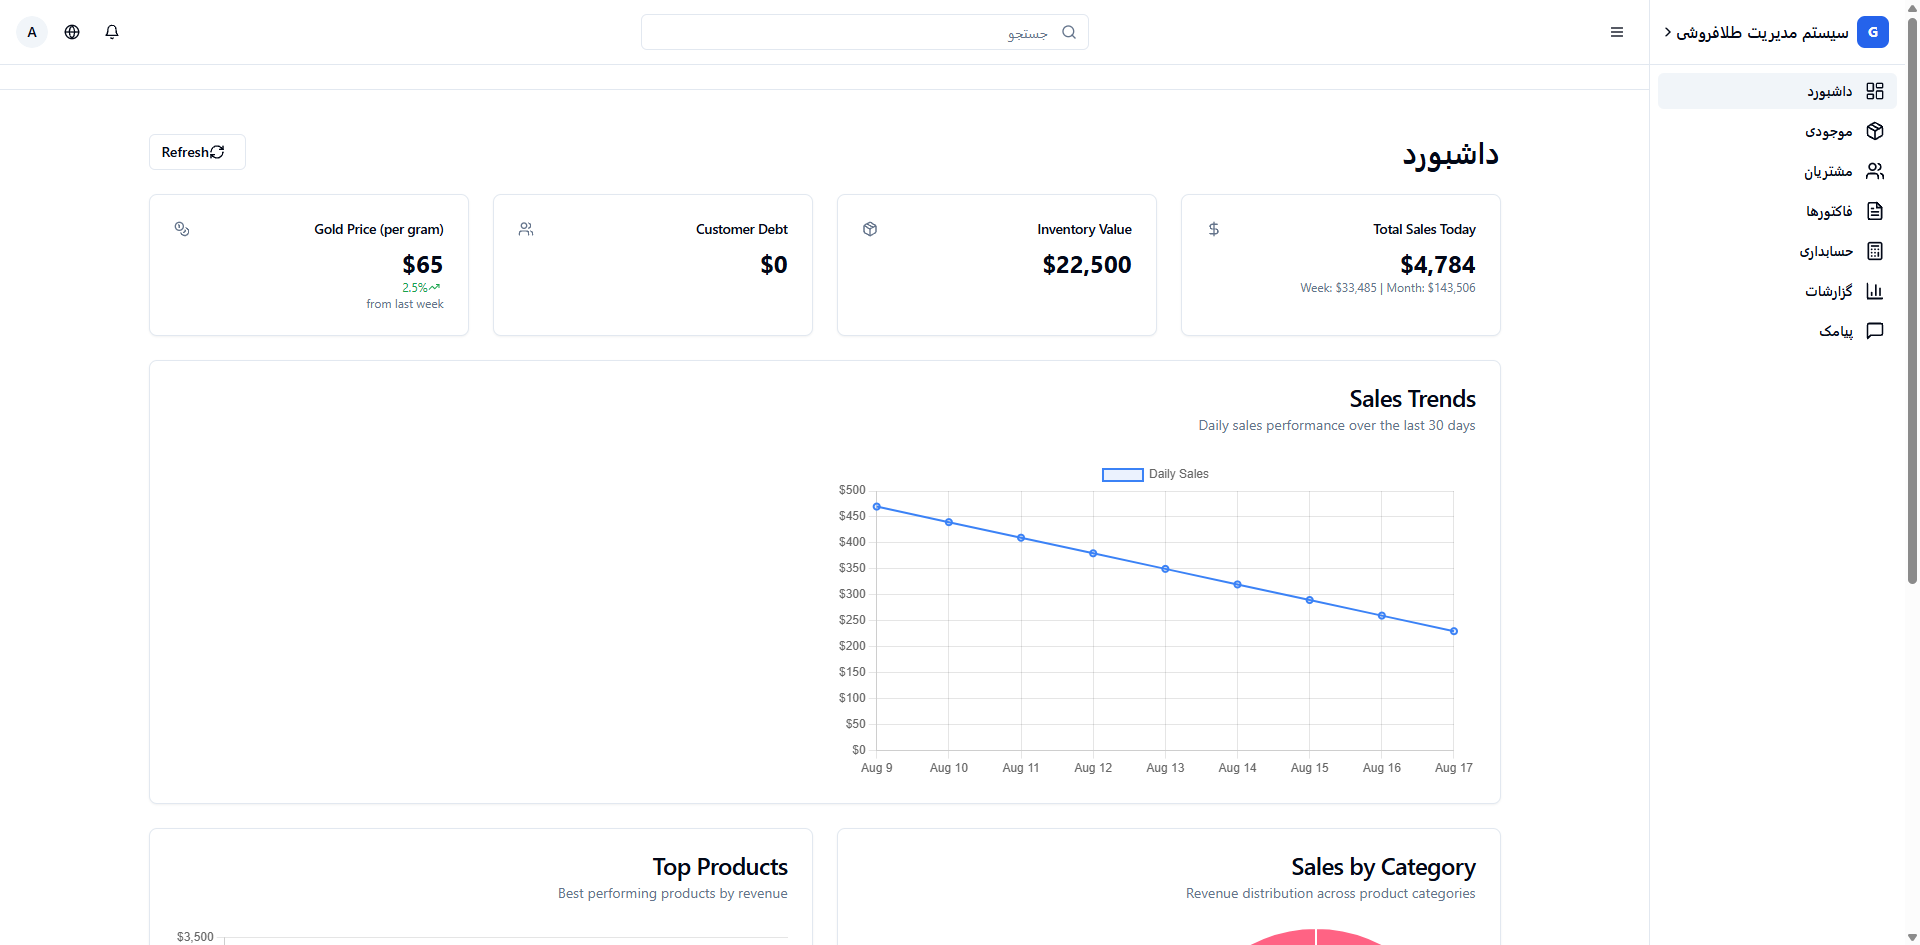 A
جستجو
سیستم مدیریت طلافروشی
G
داشبورد
موجودی
مشتریان
فاکتورها
حسابداری
گزارشات
پیامک
داشبورد
Refresh
Total Sales Today
$4,784
Week: $33,485 | Month: $143,506
Inventory Value
$22,500
Customer Debt
$0
Gold Price (per gram)
$65
2.5%
from last week
Sales Trends
Daily sales performance over the last 30 days
Daily Sales
$500
$450
$400
$350
$300
$250
$200
$150
$100
$50
$0
Aug 9 Aug 10 Aug 11 Aug 12 Aug 13 Aug 14 Aug 15 Aug 16 Aug 17
Sales by Category
Revenue distribution across product categories
Top Products
Best performing products by revenue
$3,500